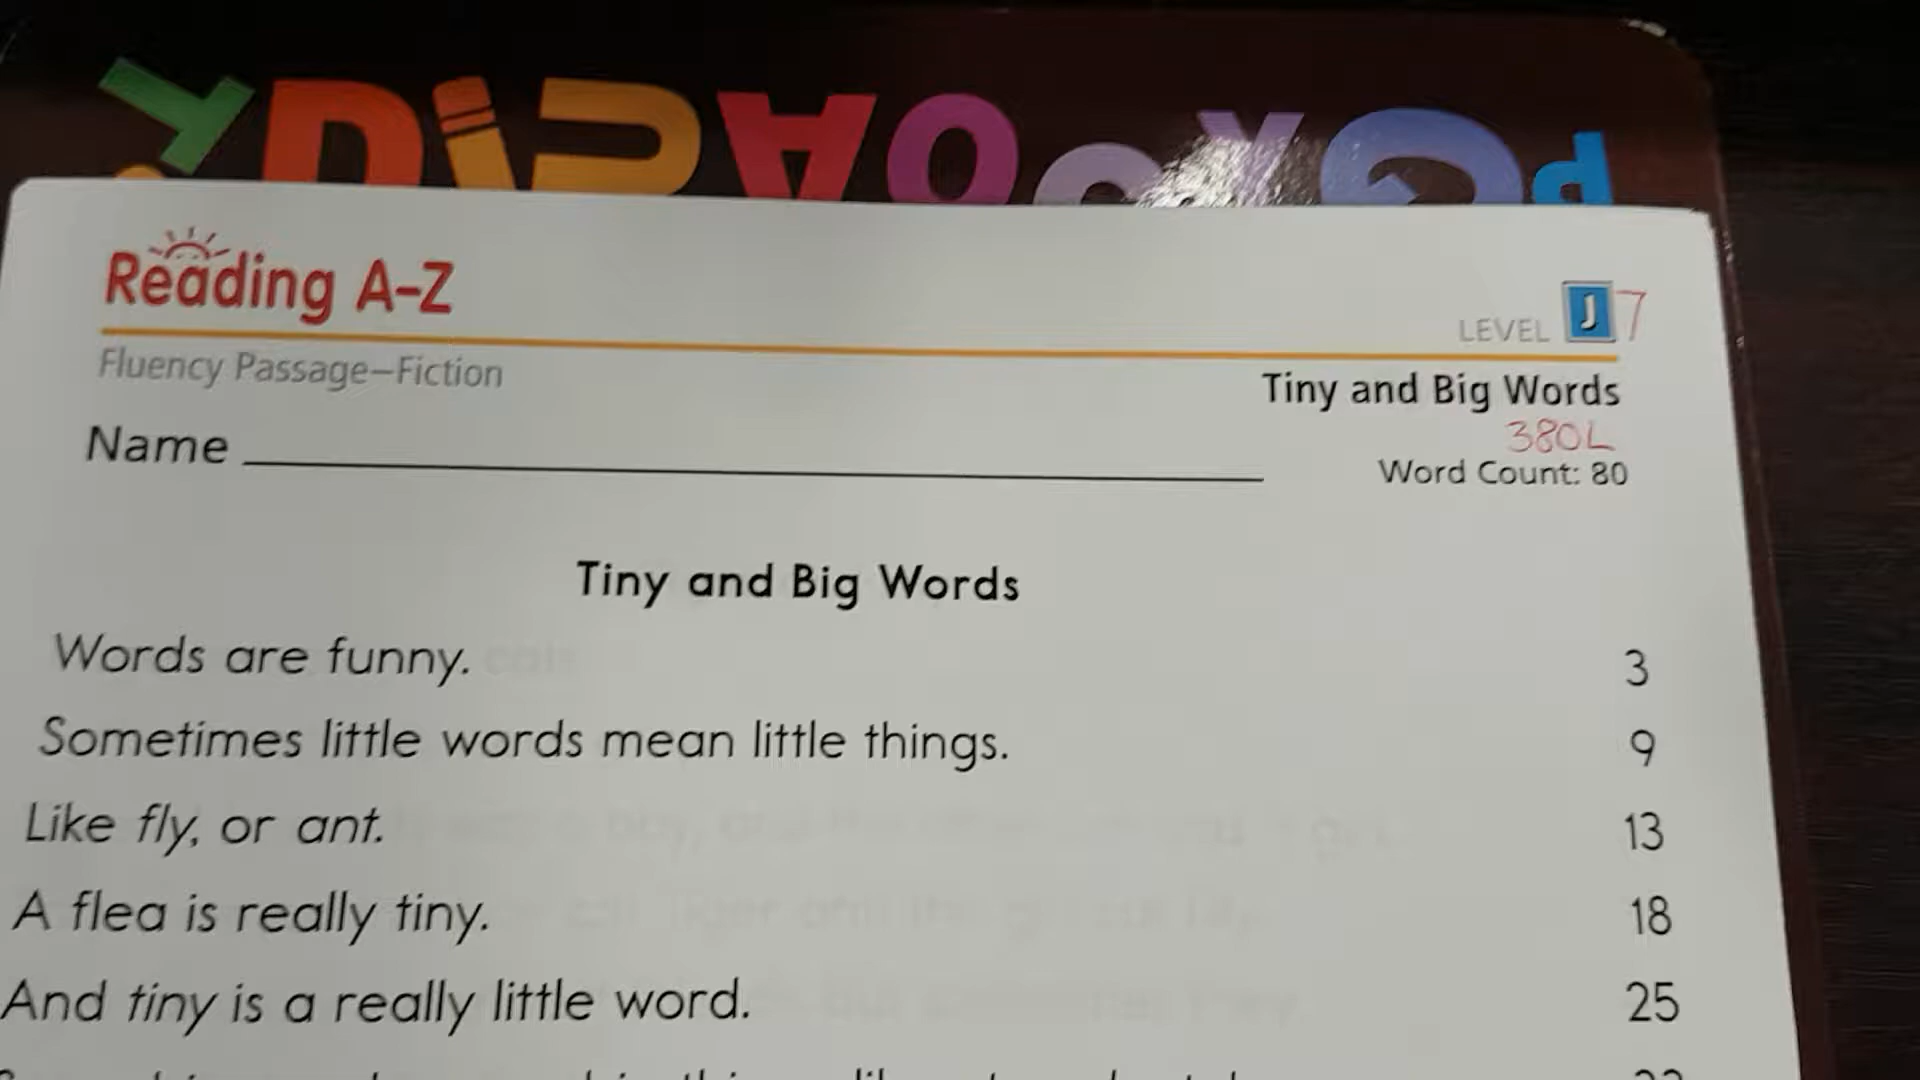 Reading A-Z
LEVEL J 7
Fluency Passage—Fiction
Tiny and Big Words
380L
Name
Word Count: 80
Tiny and Big Words
Words are funny. 3
Sometimes little words mean little things. 9
Like fly, or ant. 13
A flea is really tiny. 18
And tiny is a really little word. 25